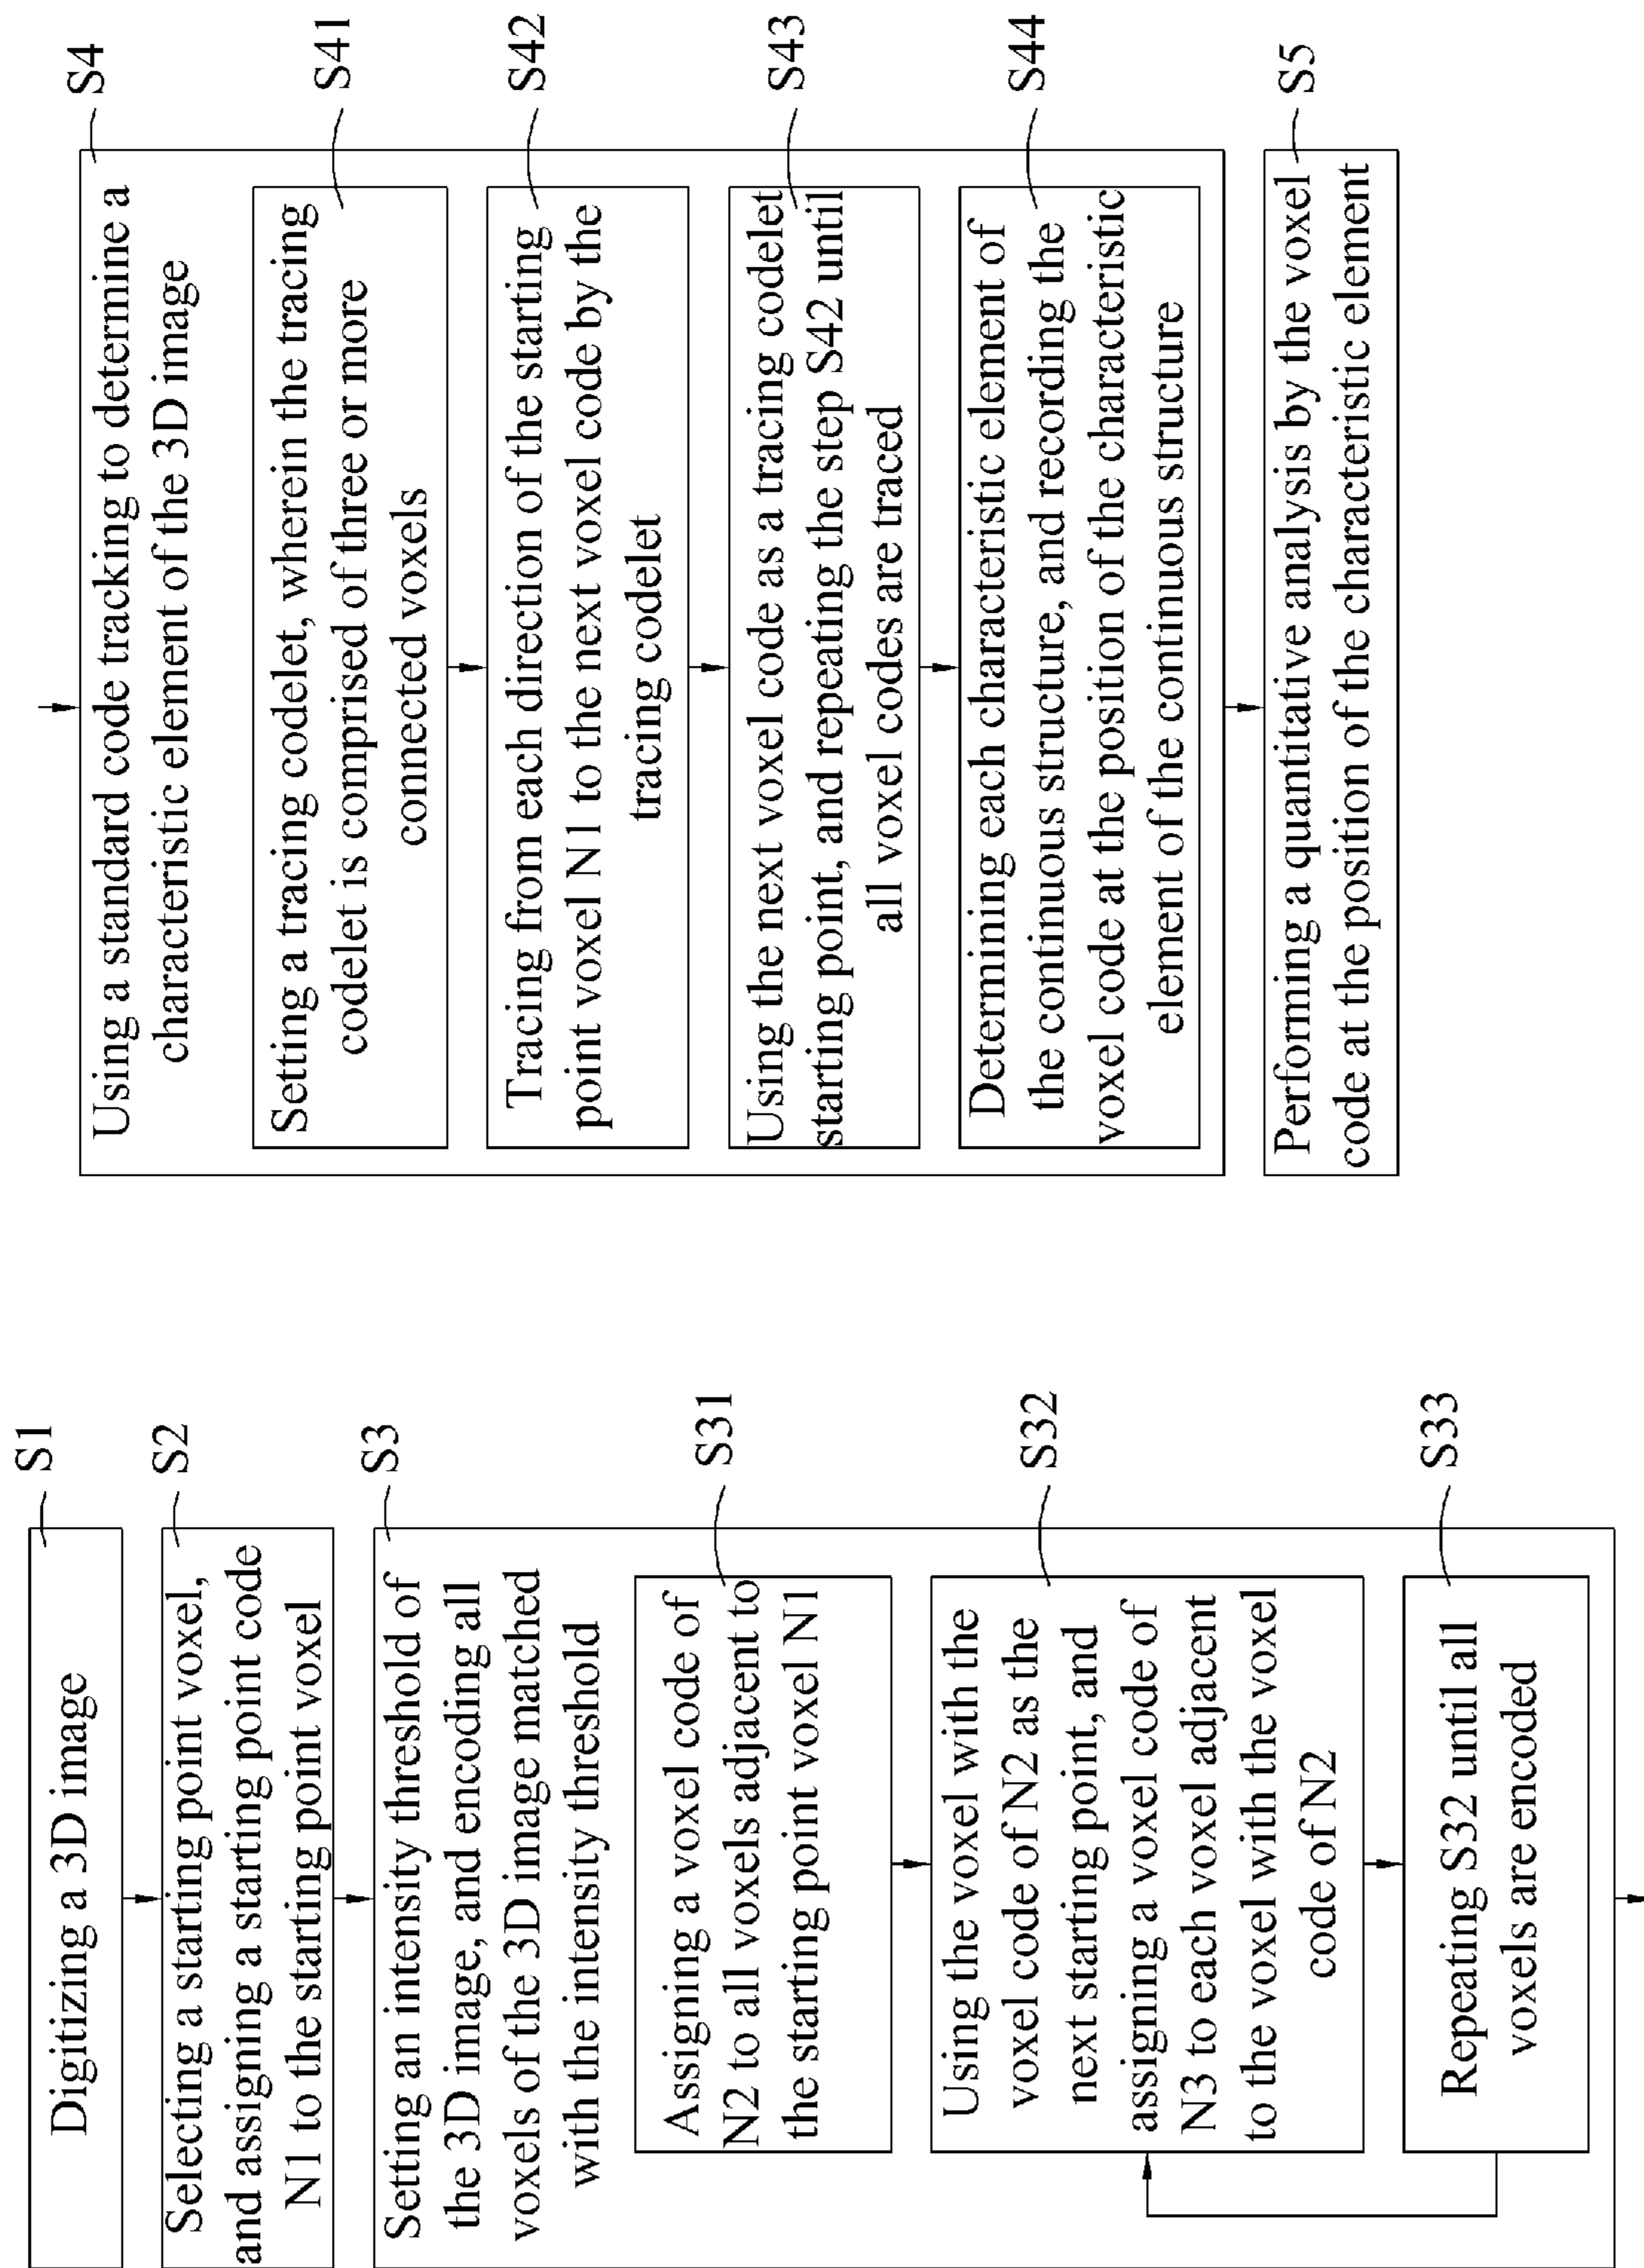 S1
Digitizing a 3D image
S2
Selecting a starting point voxel,
and assigning a starting point code
N1 to the starting point voxel
S3
Setting an intensity threshold of
the 3D image, and encoding all
voxels of the 3D image matched
with the intensity threshold
S31
Assigning a voxel code of
N2 to all voxels adjacent to
the starting point voxel N1
S32
Using the voxel with the
voxel code of N2 as the
next starting point, and
assigning a voxel code of
N3 to each voxel adjacent
to the voxel with the voxel
code of N2
S33
Repeating S32 until all
voxels are encoded
S4
Using a standard code tracking to determine a
characteristic element of the 3D image
S41
Setting a tracing codelet, wherein the tracing
codelet is comprised of three or more
connected voxels
S42
Tracing from each direction of the starting
point voxel N1 to the next voxel code by the
tracing codelet
S43
Using the next voxel code as a tracing codelet
starting point, and repeating the step S42 until
all voxel codes are traced
S44
Determining each characteristic element of
the continuous structure, and recording the
voxel code at the position of the characteristic
element of the continuous structure
S5
Performing a quantitative analysis by the voxel
code at the position of the characteristic element